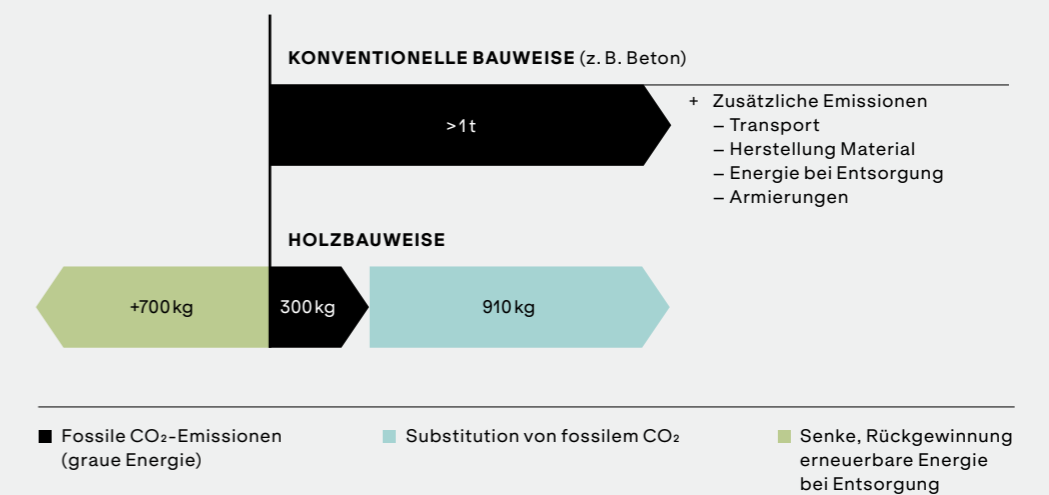 KONVENTIONELLE BAUWEISE (z. B. Beton)
>1 t
+ Zusätzliche Emissionen
– Transport
– Herstellung Material
– Energie bei Entsorgung
– Armierungen
HOLZBAUWEISE
+700 kg
300 kg
910 kg
Fossile CO₂-Emissionen
(graue Energie)
Substitution von fossilem CO₂
Senke, Rückgewinnung
erneuerbare Energie
bei Entsorgung